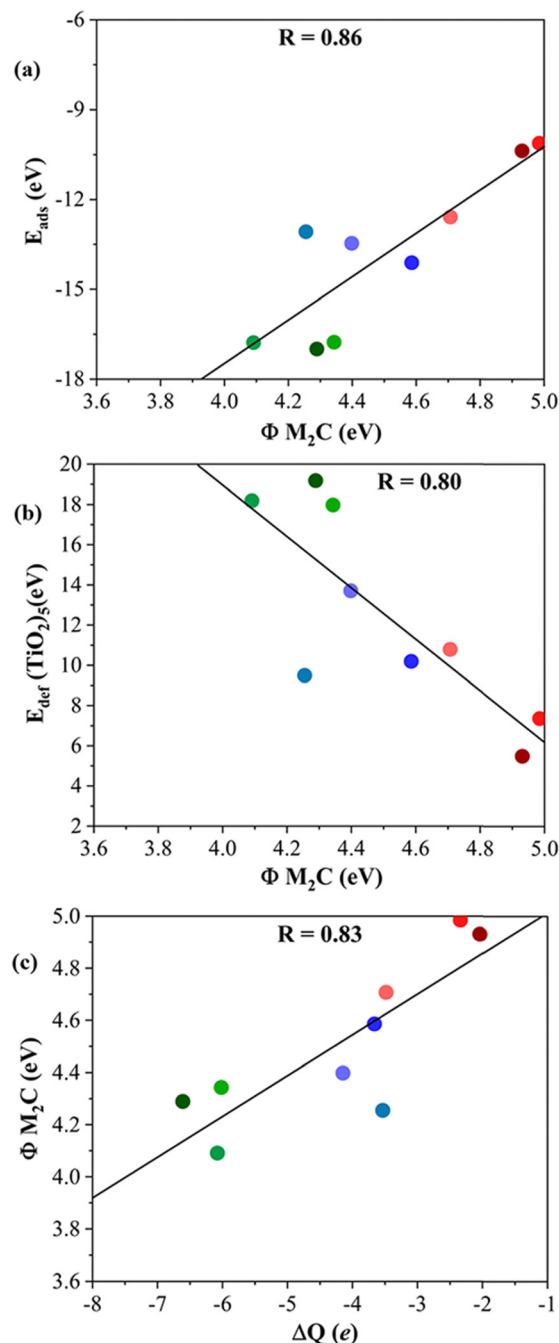 (a)
R = 0.86
E_ads (eV)
-6
-9
-12
-15
-18
3.6 4.0 4.2 4.4 4.6 4.8 5.0
Φ M₂C (eV)
(b)
R = 0.80
E_def (TiO₂)₅(eV)
20
18
16
14
12
10
8
6
4
2
3.6 3.8 4.0 4.2 4.4 4.6 4.8 5.0
Φ M₂C (eV)
(c)
R = 0.83
Φ M₂C (eV)
5.0
4.8
4.6
4.4
4.2
4.0
3.6
-8 -7 -6 -5 -4 -3 -2 -1
ΔQ (e)